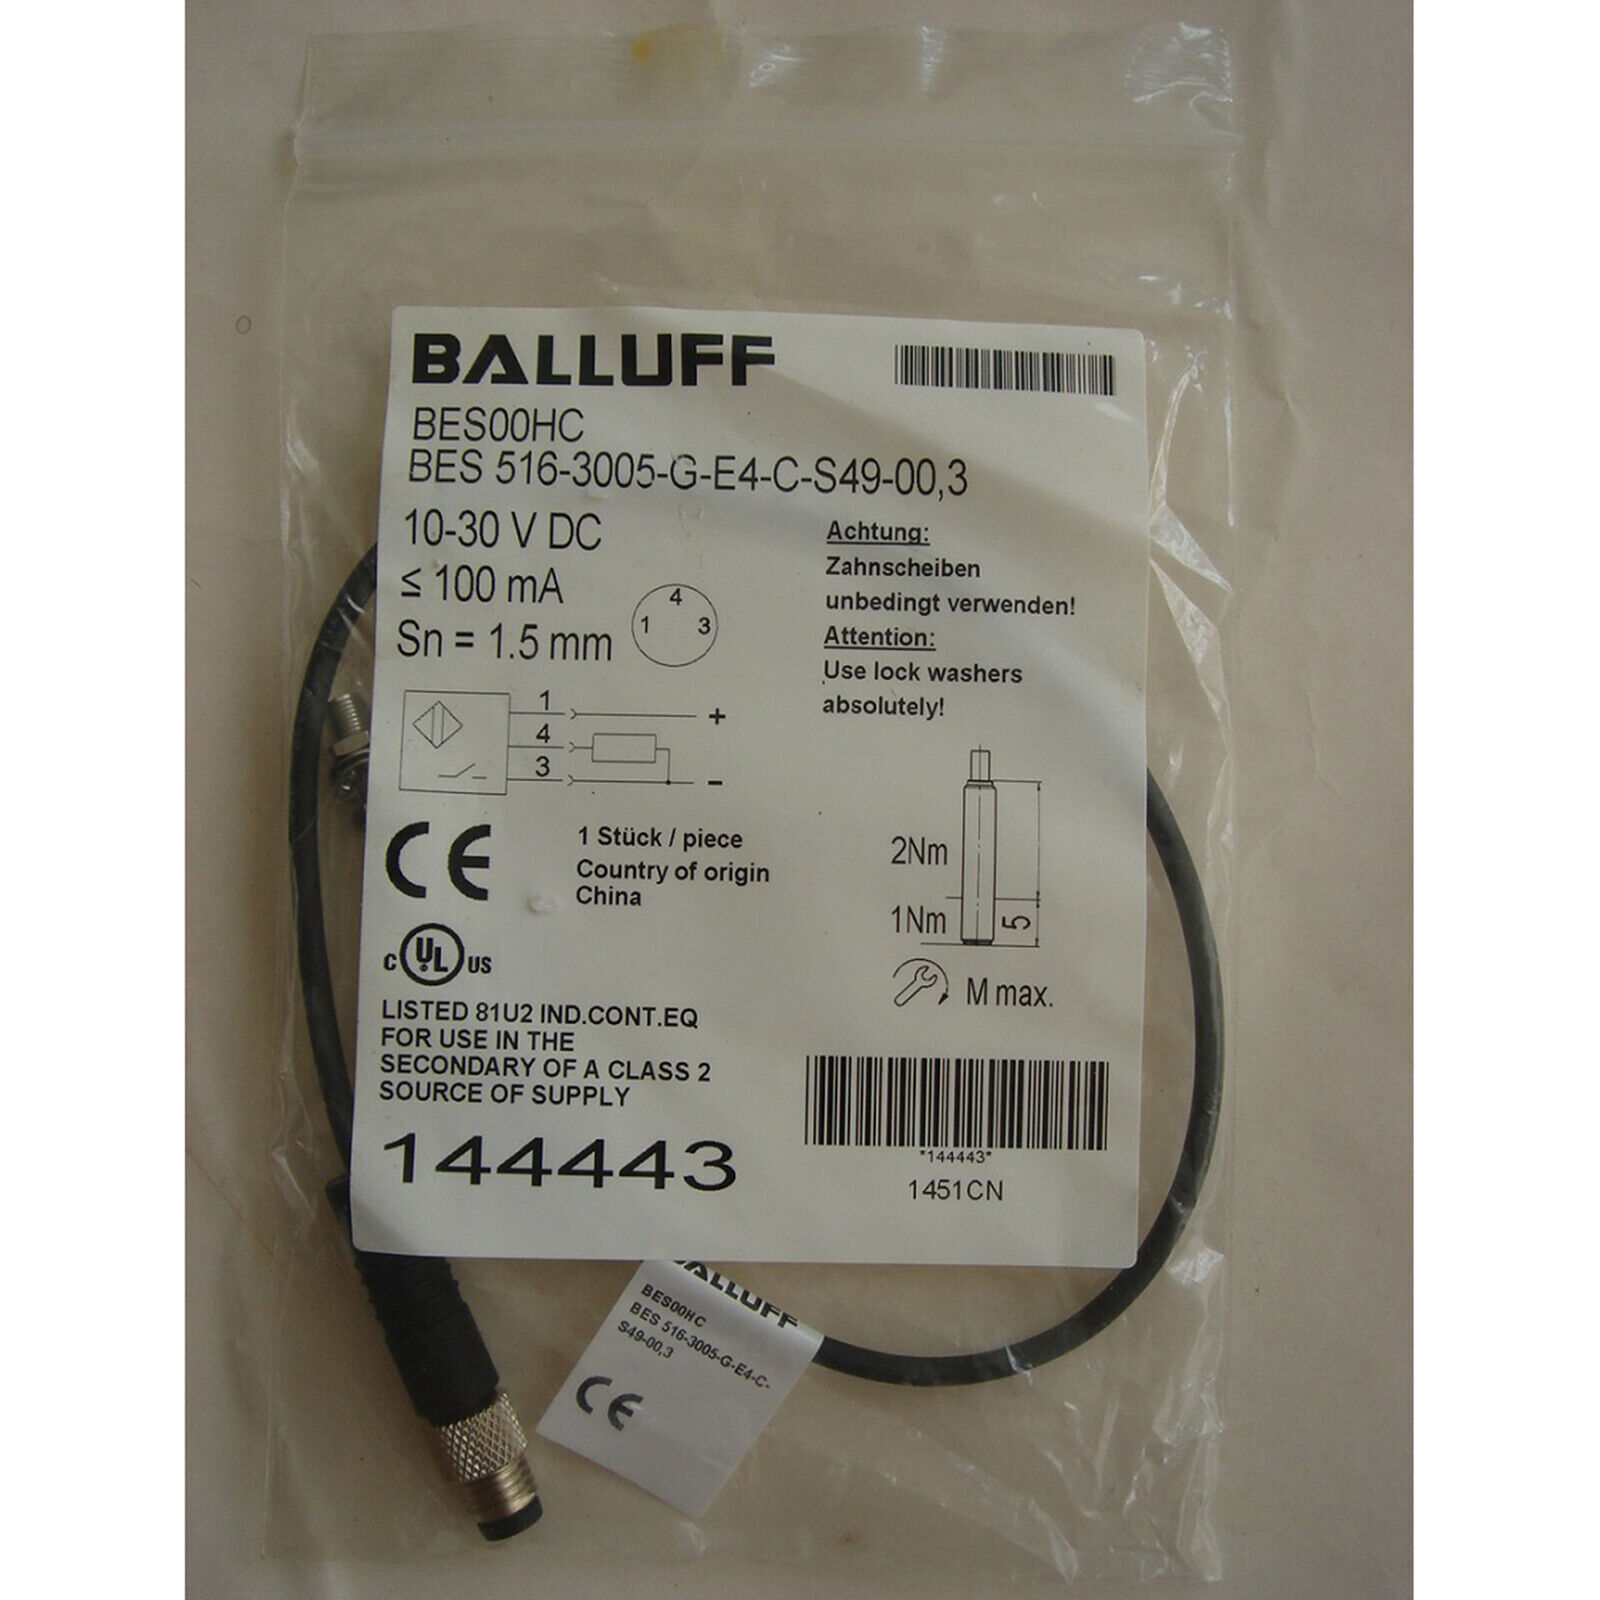 BALLUFF
BES00HC
BES 516-3005-G-E4-C-S49-00,3
10-30 V DC
≤ 100 mA
Sn = 1.5 mm
4
1 3
Achtung:
Zahnscheiben
unbedingt verwenden!
Attention:
Use lock washers
absolutely!
1 +
4
3 -
2Nm
1Nm 5
M max.
CE
1 Stück / piece
Country of origin
China
C UL US
LISTED 81U2 IND.CONT.EQ
FOR USE IN THE
SECONDARY OF A CLASS 2
SOURCE OF SUPPLY
144443
*144443*
1451CN
BALLUFF
BES00HC
BES 516-3005-G-E4-C-
S49-00,3
CE